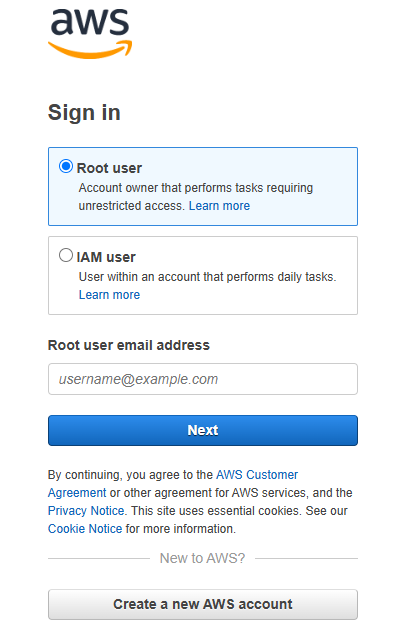 aws
Sign in
Root user
Account owner that performs tasks requiring
unrestricted access. Learn more
IAM user
User within an account that performs daily tasks.
Learn more
Root user email address
username@example.com
Next
By continuing, you agree to the AWS Customer
Agreement or other agreement for AWS services, and the
Privacy Notice. This site uses essential cookies. See our
Cookie Notice for more information.
New to AWS?
Create a new AWS account